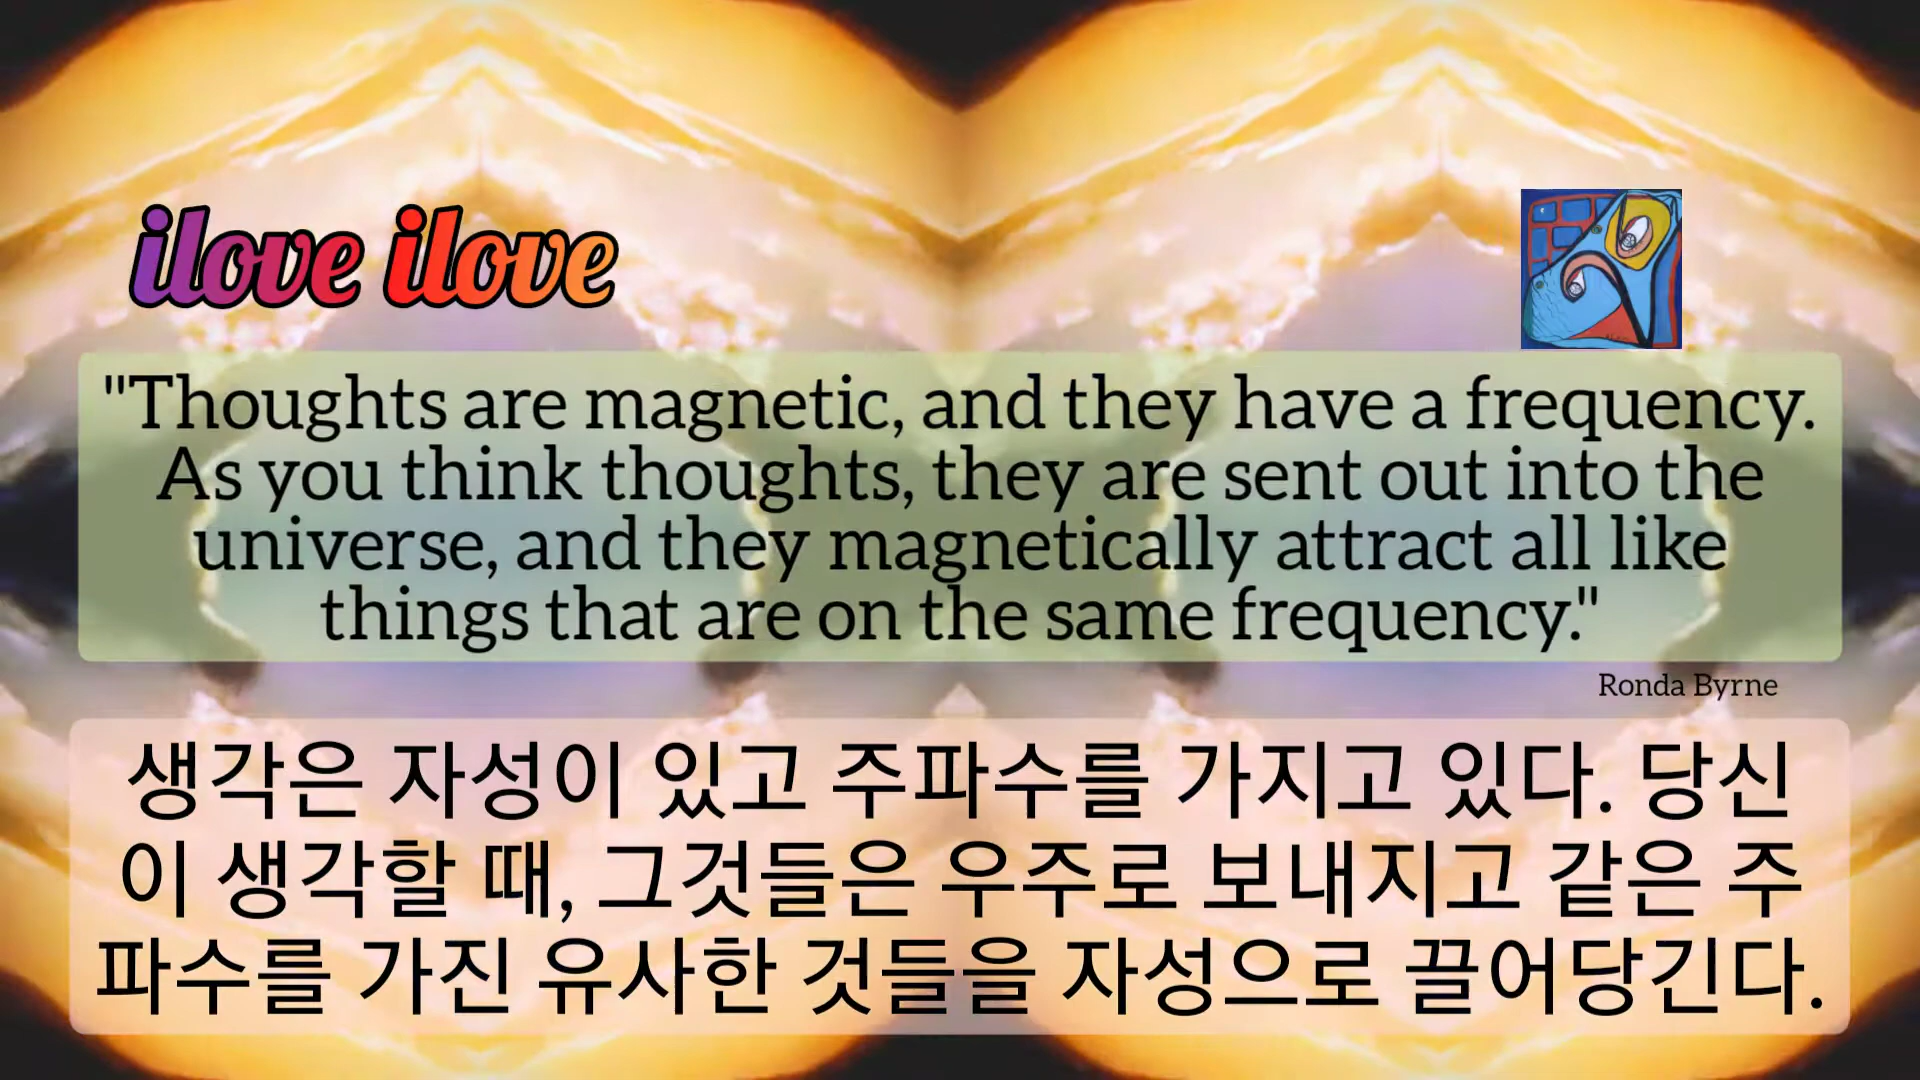 ilove ilove
"Thoughts are magnetic, and they have a frequency.
As you think thoughts, they are sent out into the
universe, and they magnetically attract all like
things that are on the same frequency."
Ronda Byrne
생각은 자성이 있고 주파수를 가지고 있다. 당신
이 생각할 때, 그것들은 우주로 보내지고 같은 주
파수를 가진 유사한 것들을 자성으로 끌어당긴다.